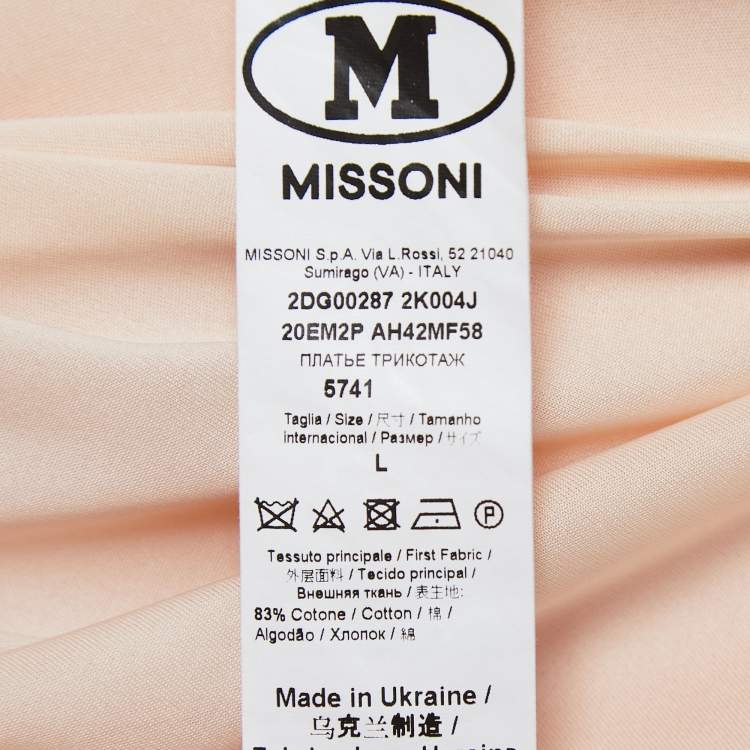 M
MISSONI
MISSONI S.p.A. Via L.Rossi, 52 21040
Sumirago (VA) - ITALY
2DG00287 2K004J
20EM2P AH42MF58
ПЛАТЬЕ ТРИКОТАЖ
5741
Taglia / Size / 尺寸 / Tamanho
internacional / Размер / サイズ
L
P
Tessuto principale / First Fabric /
外层面料 / Tecido principal /
Внешняя ткань / 表生地:
83% Cotone / Cotton / 棉 /
Algodão / Хлопок / 綿
Made in Ukraine /
乌克兰制造 /